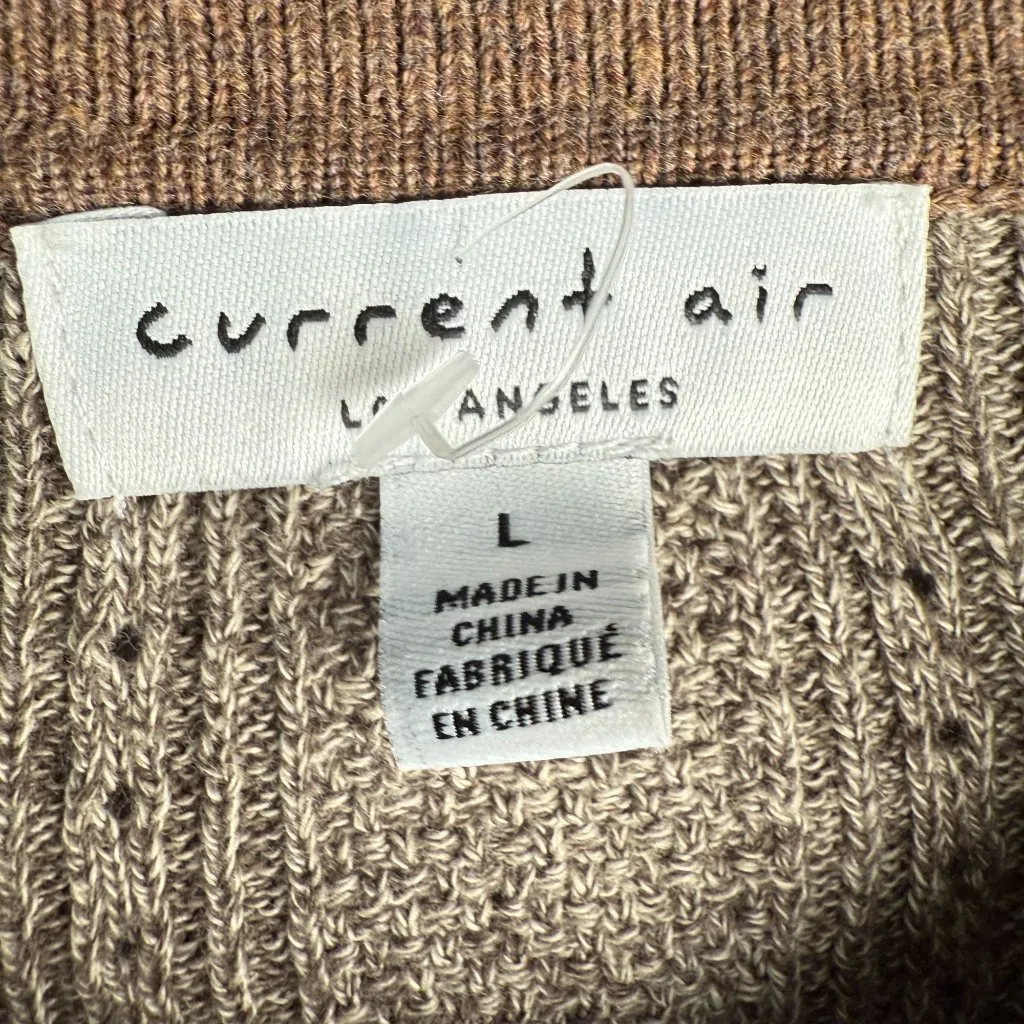 current air
LOS ANGELES
L
MADE IN
CHINA
FABRIQUÉ
EN CHINE